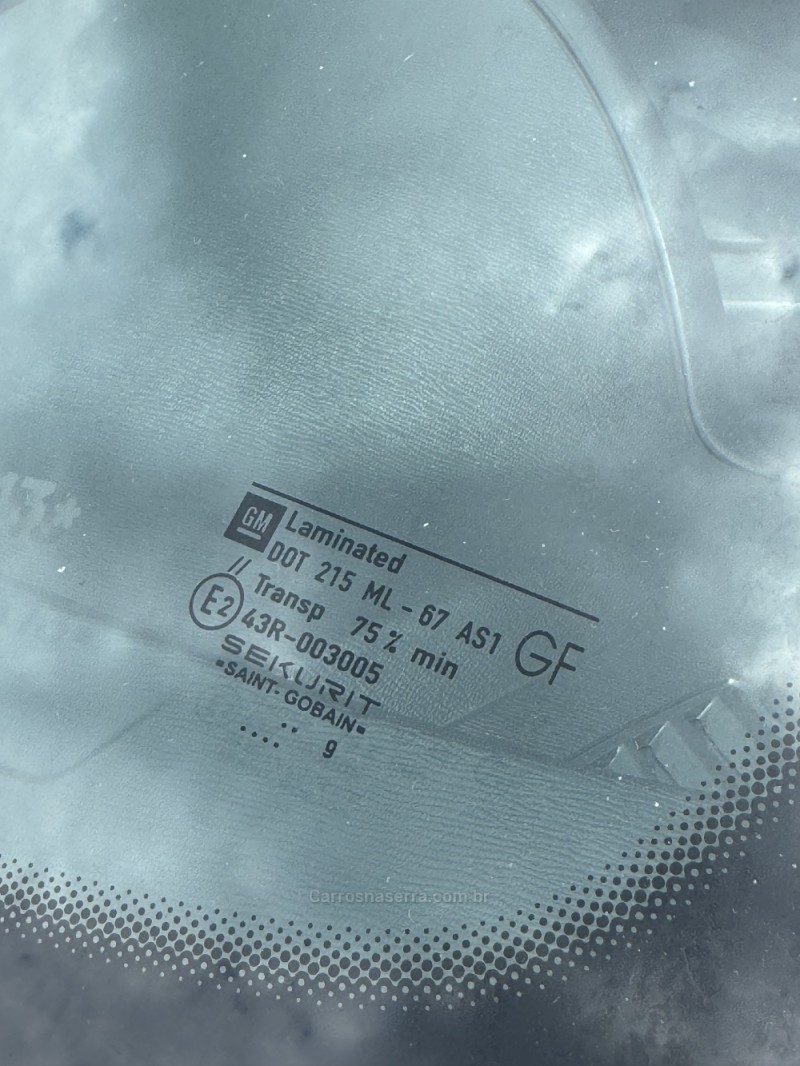 GM Laminated
DOT 215 ML - 67 AS1
// Transp 75% min
E2 43R-003005
GF
SEKURIT
SAINT-GOBAIN
.... .. 9
Carrosnaserra.com.br